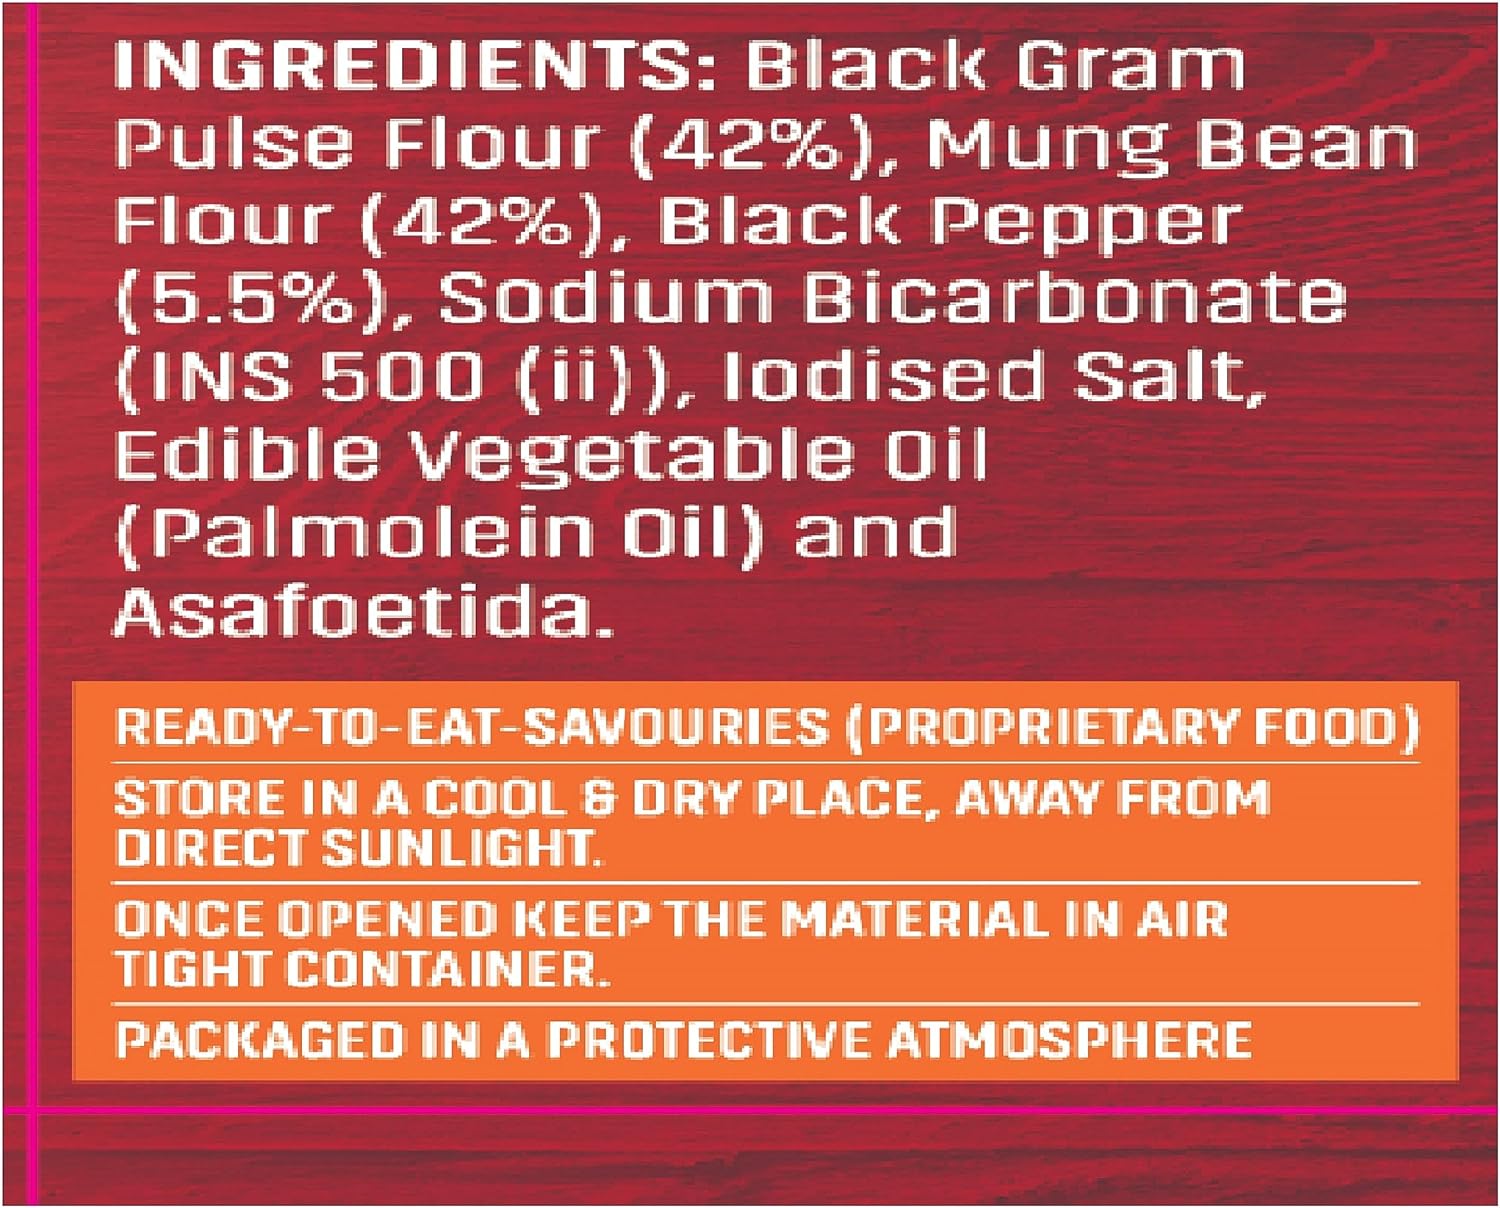 INGREDIENTS: Black Gram
Pulse Flour (42%), Mung Bean
Flour (42%), Black Pepper
(5.5%), Sodium Bicarbonate
(INS 500 (ii)), Iodised Salt,
Edible Vegetable Oil
(Palmolein Oil) and
Asafoetida.
READY-TO-EAT-SAVOURIES (PROPRIETARY FOOD)
STORE IN A COOL & DRY PLACE, AWAY FROM
DIRECT SUNLIGHT.
ONCE OPENED KEEP THE MATERIAL IN AIR
TIGHT CONTAINER.
PACKAGED IN A PROTECTIVE ATMOSPHERE